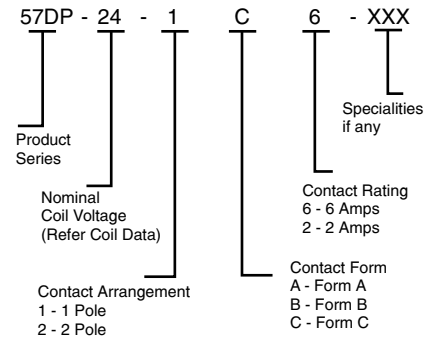 57DP - 24 - 1 C 6 - XXX
Specialities
if any
Product
Series
Contact Rating
6 - 6 Amps
2 - 2 Amps
Nominal
Coil Voltage
(Refer Coil Data)
Contact Form
A - Form A
B - Form B
C - Form C
Contact Arrangement
1 - 1 Pole
2 - 2 Pole